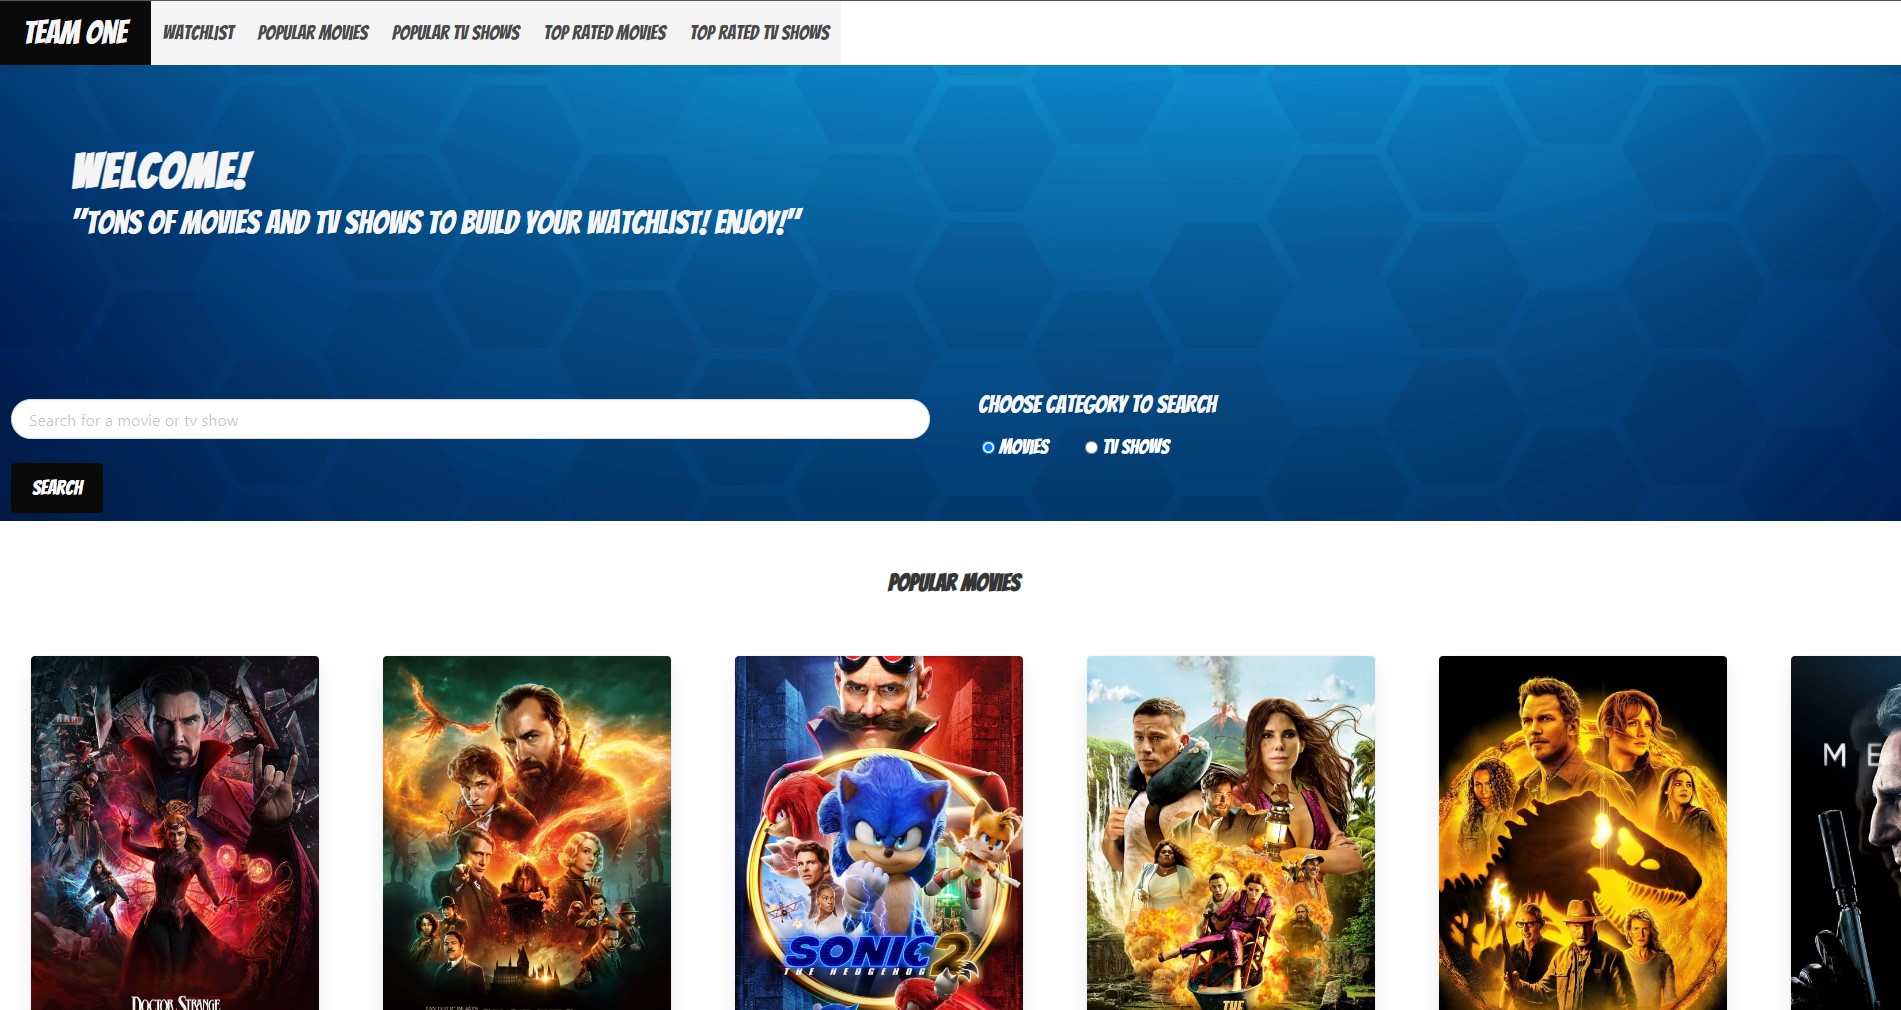 TEAM ONE
WATCHLIST
POPULAR MOVIES
POPULAR TV SHOWS
TOP RATED MOVIES
TOP RATED TV SHOWS
WELCOME!
"TONS OF MOVIES AND TV SHOWS TO BUILD YOUR WATCHLIST! ENJOY!"
Search for a movie or tv show
CHOOSE CATEGORY TO SEARCH
MOVIES
TV SHOWS
SEARCH
POPULAR MOVIES
DOCTOR STRANGE
SONIC 2
THE HEDGEHOG
THE
M E